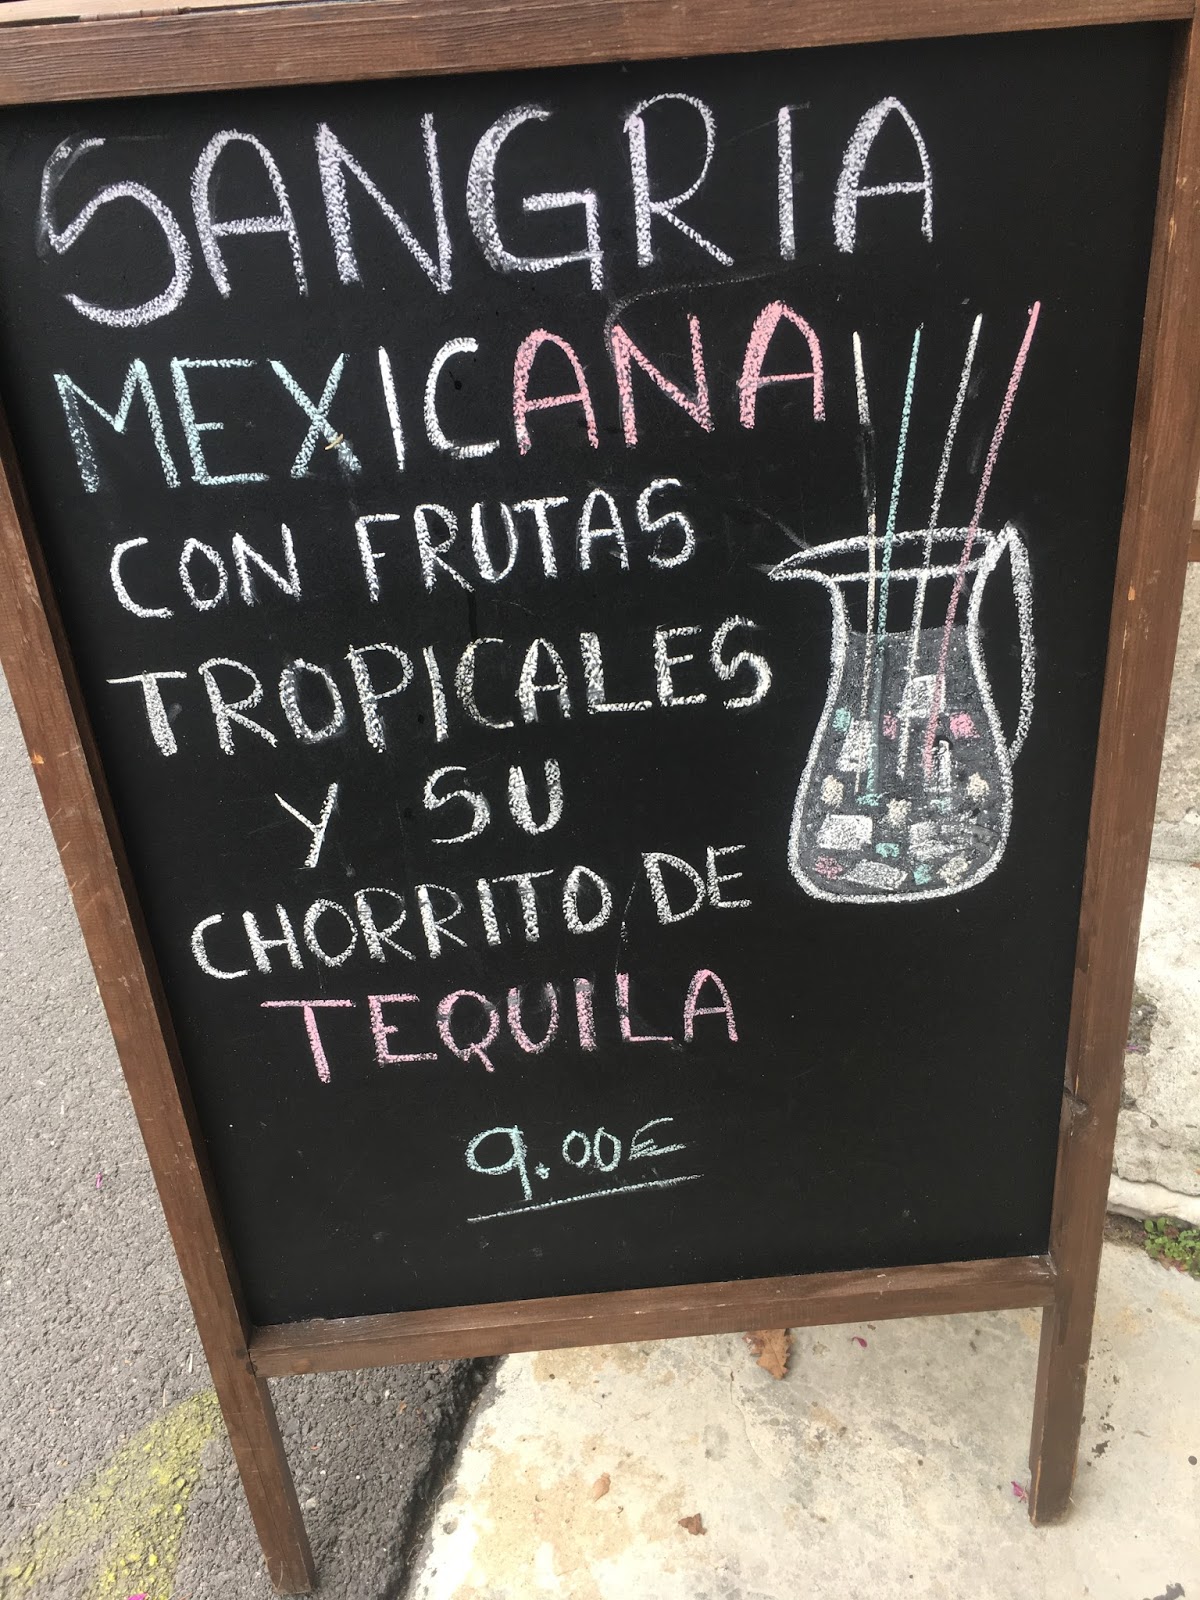 SANGRIA
MEXICANA
CON FRUTAS
TROPICALES
Y SU
CHORRITO DE
TEQUILA
9.00€